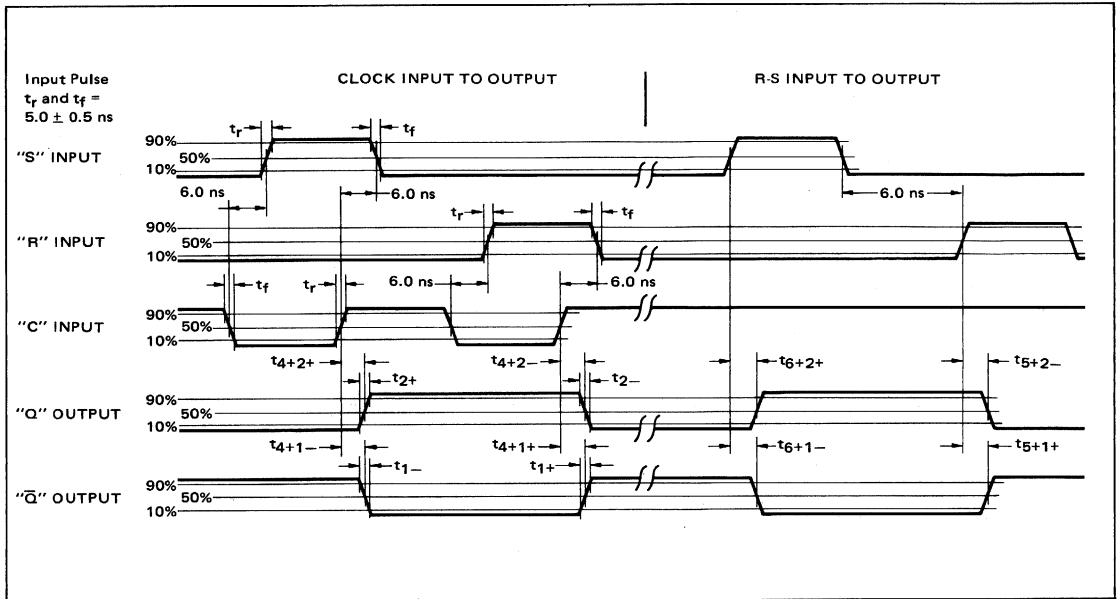 Input Pulse
tr and tf =
5.0 ± 0.5 ns
CLOCK INPUT TO OUTPUT
R-S INPUT TO OUTPUT
tr
tf
"S" INPUT
90%
50%
10%
6.0 ns
6.0 ns
6.0 ns
tr
tf
"R" INPUT
90%
50%
10%
tf
tr
6.0 ns
6.0 ns
"C" INPUT
90%
50%
10%
t4+2+
t2+
t4+2−
t2−
t6+2+
t5+2−
"Q" OUTPUT
90%
50%
10%
t4+1−
t1−
t4+1+
t1+
t6+1−
t5+1+
"Q̅" OUTPUT
90%
50%
10%